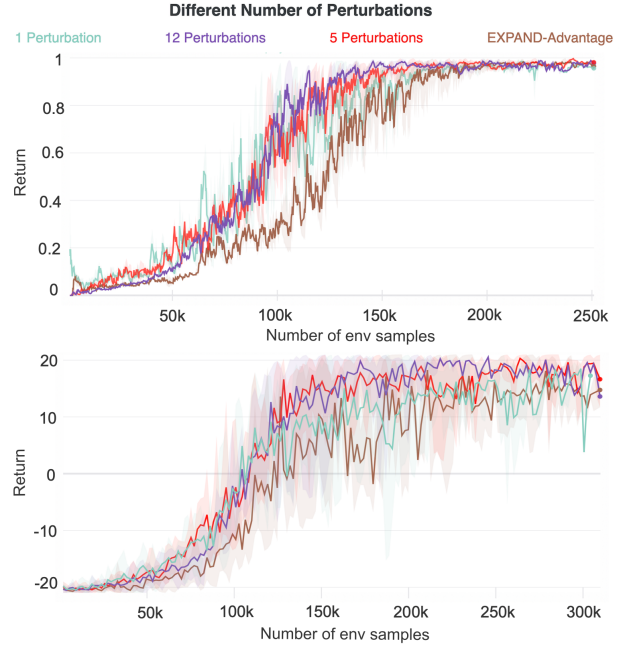 Different Number of Perturbations
1 Perturbation 12 Perturbations 5 Perturbations EXPAND-Advantage
1
0.8
0.6
0.4
0.2
0
Return
50k 100k 150k 200k 250k
Number of env samples
20
10
0
-10
-20
Return
50k 100k 150k 200k 250k 300k
Number of env samples